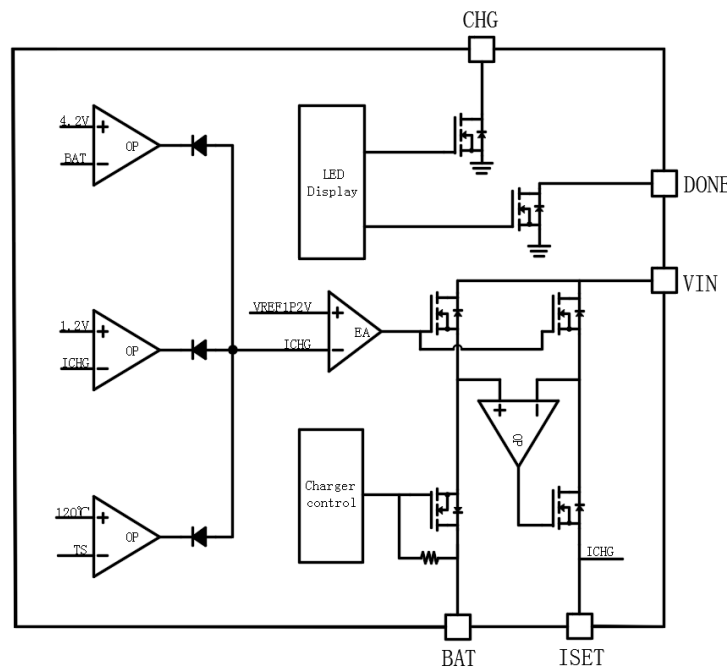 CHG
4.2V
+
OP
BAT
-
LED
Display
DONE
VIN
VREF1P2V
+
EA
ICHG
-
1.2V
+
OP
ICHG
-
+
-
OP
Charger
control
120℃
+
OP
TS
-
ICHG
BAT
ISET